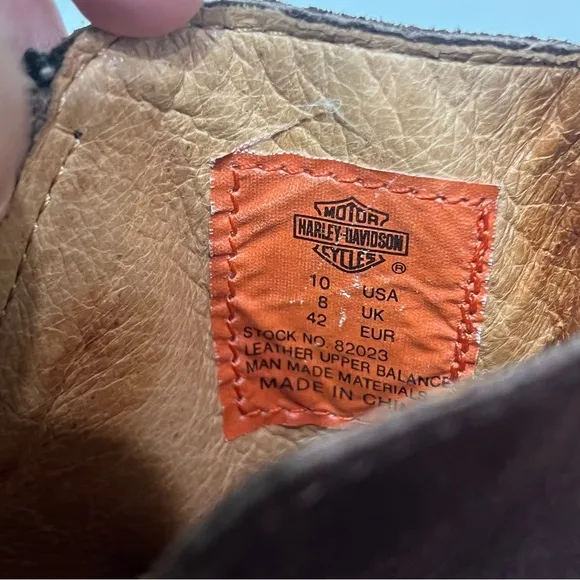 MOTOR
HARLEY-DAVIDSON
CYCLES
®
10 USA
8 UK
42 EUR
STOCK NO. 82023
LEATHER UPPER BALANCE
MAN MADE MATERIALS
MADE IN CHINA